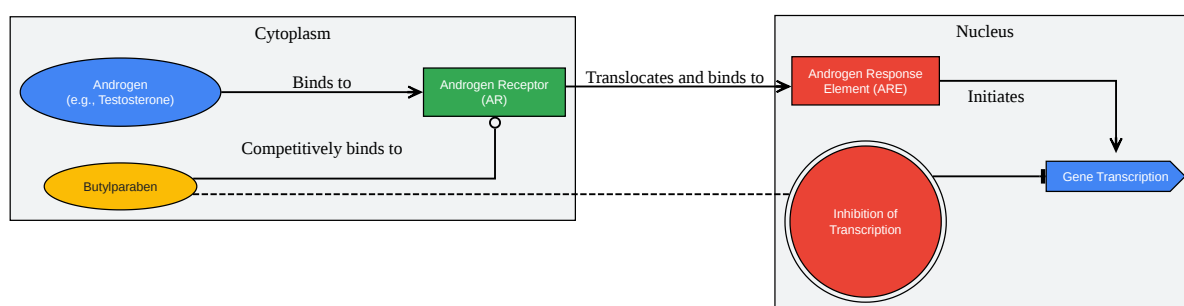 Cytoplasm
Nucleus
Androgen
(e.g., Testosterone)
Binds to
Androgen Receptor
(AR)
Translocates and binds to
Androgen Response
Element (ARE)
Initiates
Competitively binds to
Butylparaben
Gene Transcription
Inhibition of
Transcription